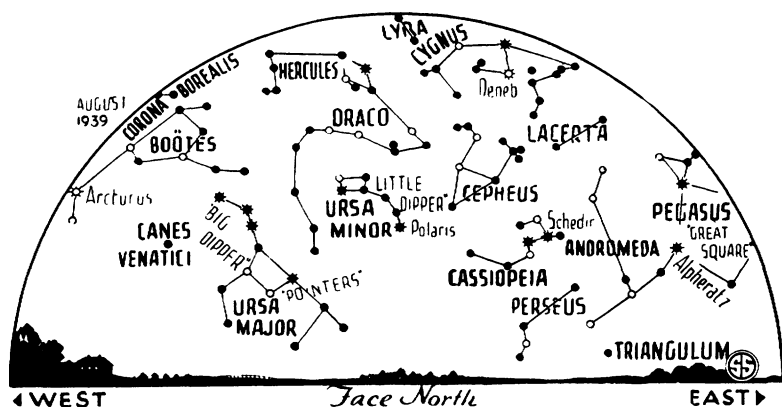 LYRA
CYGNUS
HERCULES
CORONA BOREALIS
AUGUST
1939
Deneb
DRACO
LACERTA
BOÖTES
Arcturus
LITTLE
DIPPER"
CEPHEUS
URSA
MINOR
Polaris
"BIG
DIPPER"
CANES
VENATICI
Schedir
PEGASUS
"GREAT
SQUARE"
ANDROMEDA
Alpheratz
CASSIOPEIA
"POINTERS"
URSA
MAJOR
PERSEUS
TRIANGULUM
SS
WEST
Face North
EAST